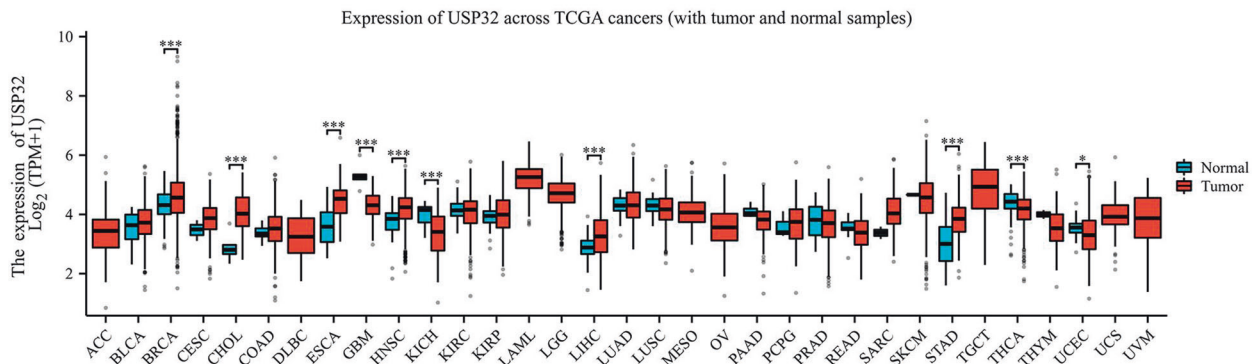 Expression of USP32 across TCGA cancers (with tumor and normal samples)
The expression of USP32
Log2 (TPM+1)
10
8
6
4
2
***
***
***
***
***
***
***
***
***
*
Normal
Tumor
ACC
BLCA
BRCA
CESC
CHOL
COAD
DLBC
ESCA
GBM
HNSC
KICH
KIRC
KIRP
LAML
LGG
LIHC
LUAD
LUSC
MESO
OV
PAAD
PCPG
PRAD
READ
SARC
SKCM
STAD
TGCT
THCA
THYM
UCEC
UCS
UVM